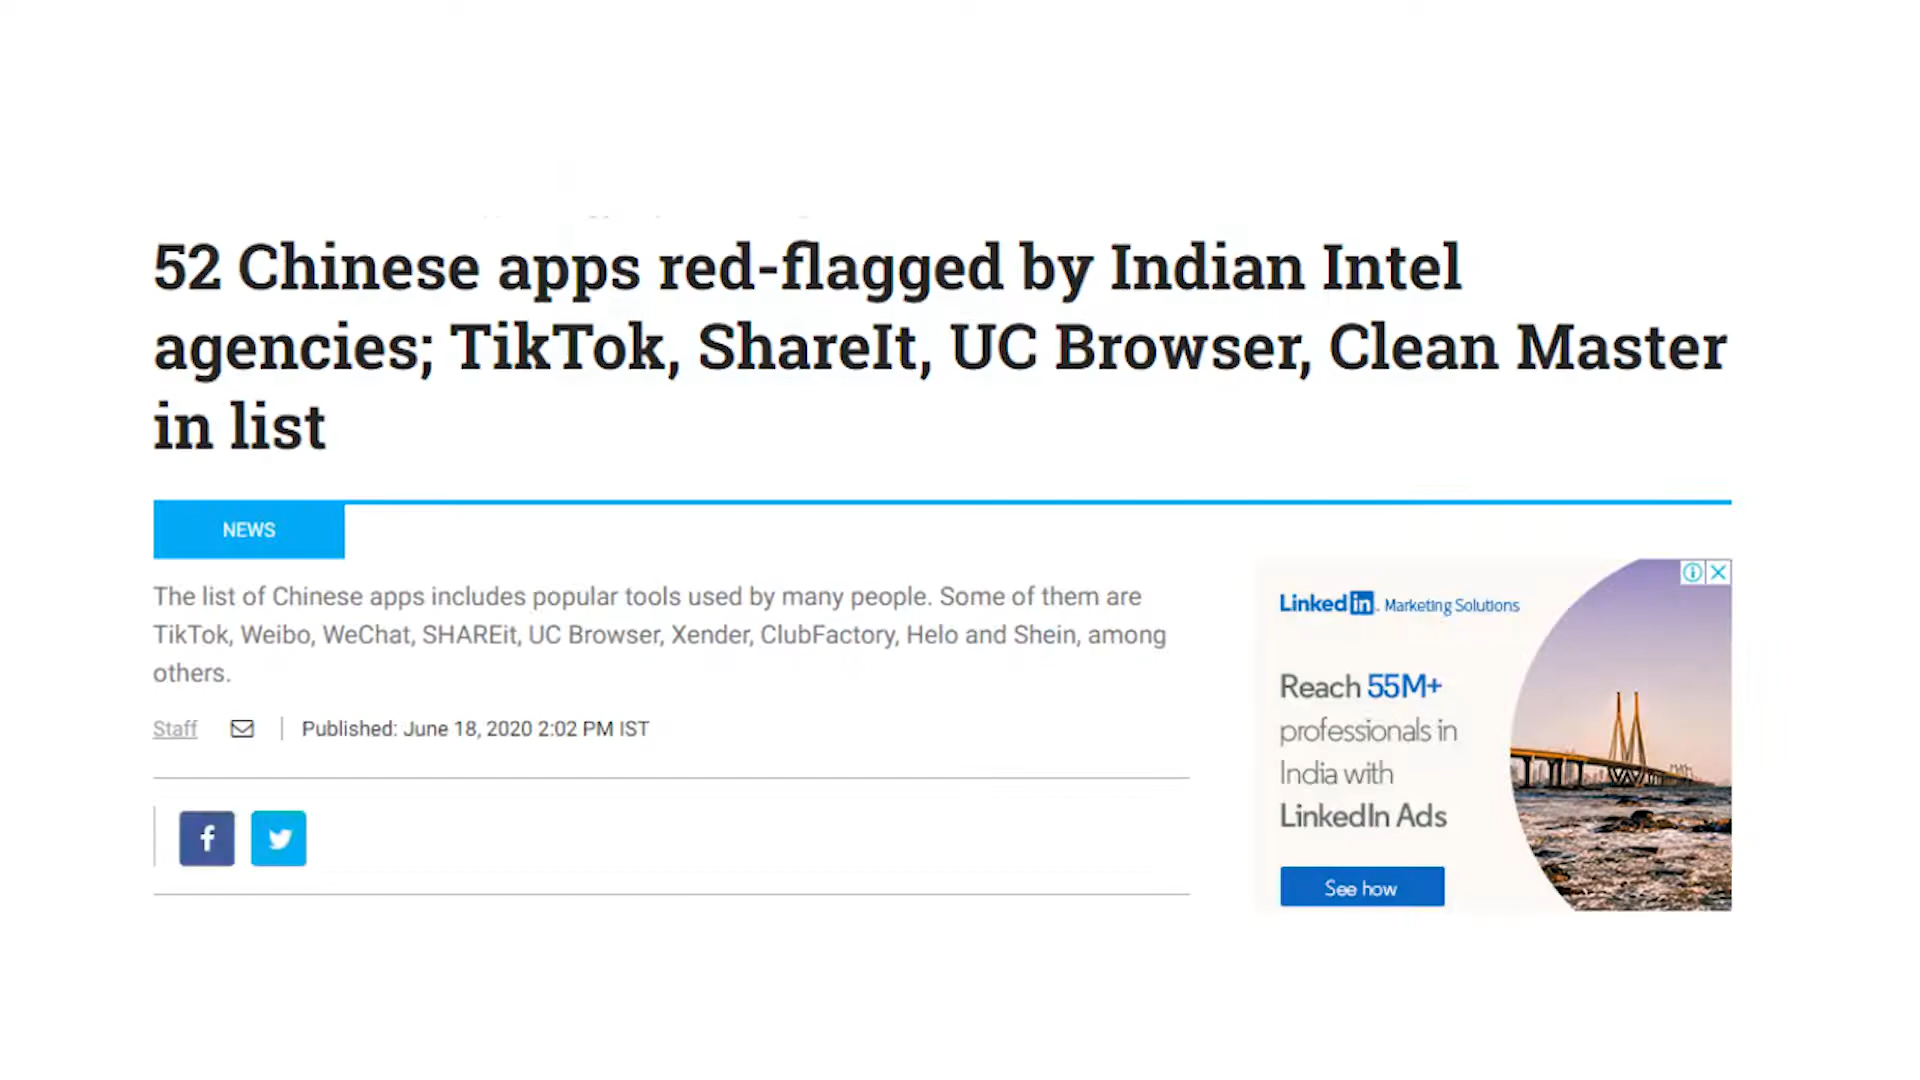 52 Chinese apps red-flagged by Indian Intel
agencies; TikTok, ShareIt, UC Browser, Clean Master
in list
NEWS
The list of Chinese apps includes popular tools used by many people. Some of them are
TikTok, Weibo, WeChat, SHAREit, UC Browser, Xender, ClubFactory, Helo and Shein, among
others.
Staff | Published: June 18, 2020 2:02 PM IST
f
Linked in. Marketing Solutions
Reach 55M+
professionals in
India with
LinkedIn Ads
See how